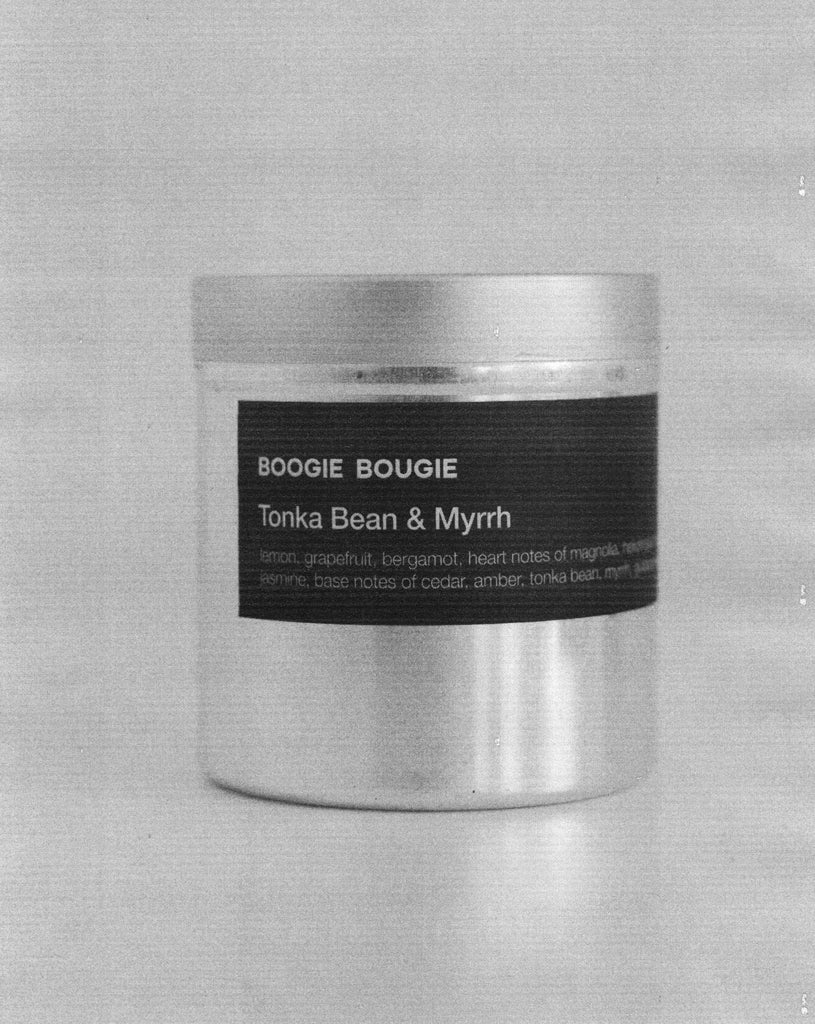 BOOGIE BOUGIE
Tonka Bean & Myrrh
lemon, grapefruit, bergamot, heart notes of magnolia,
jasmine, base notes of cedar, amber, tonka bean, myrrh,